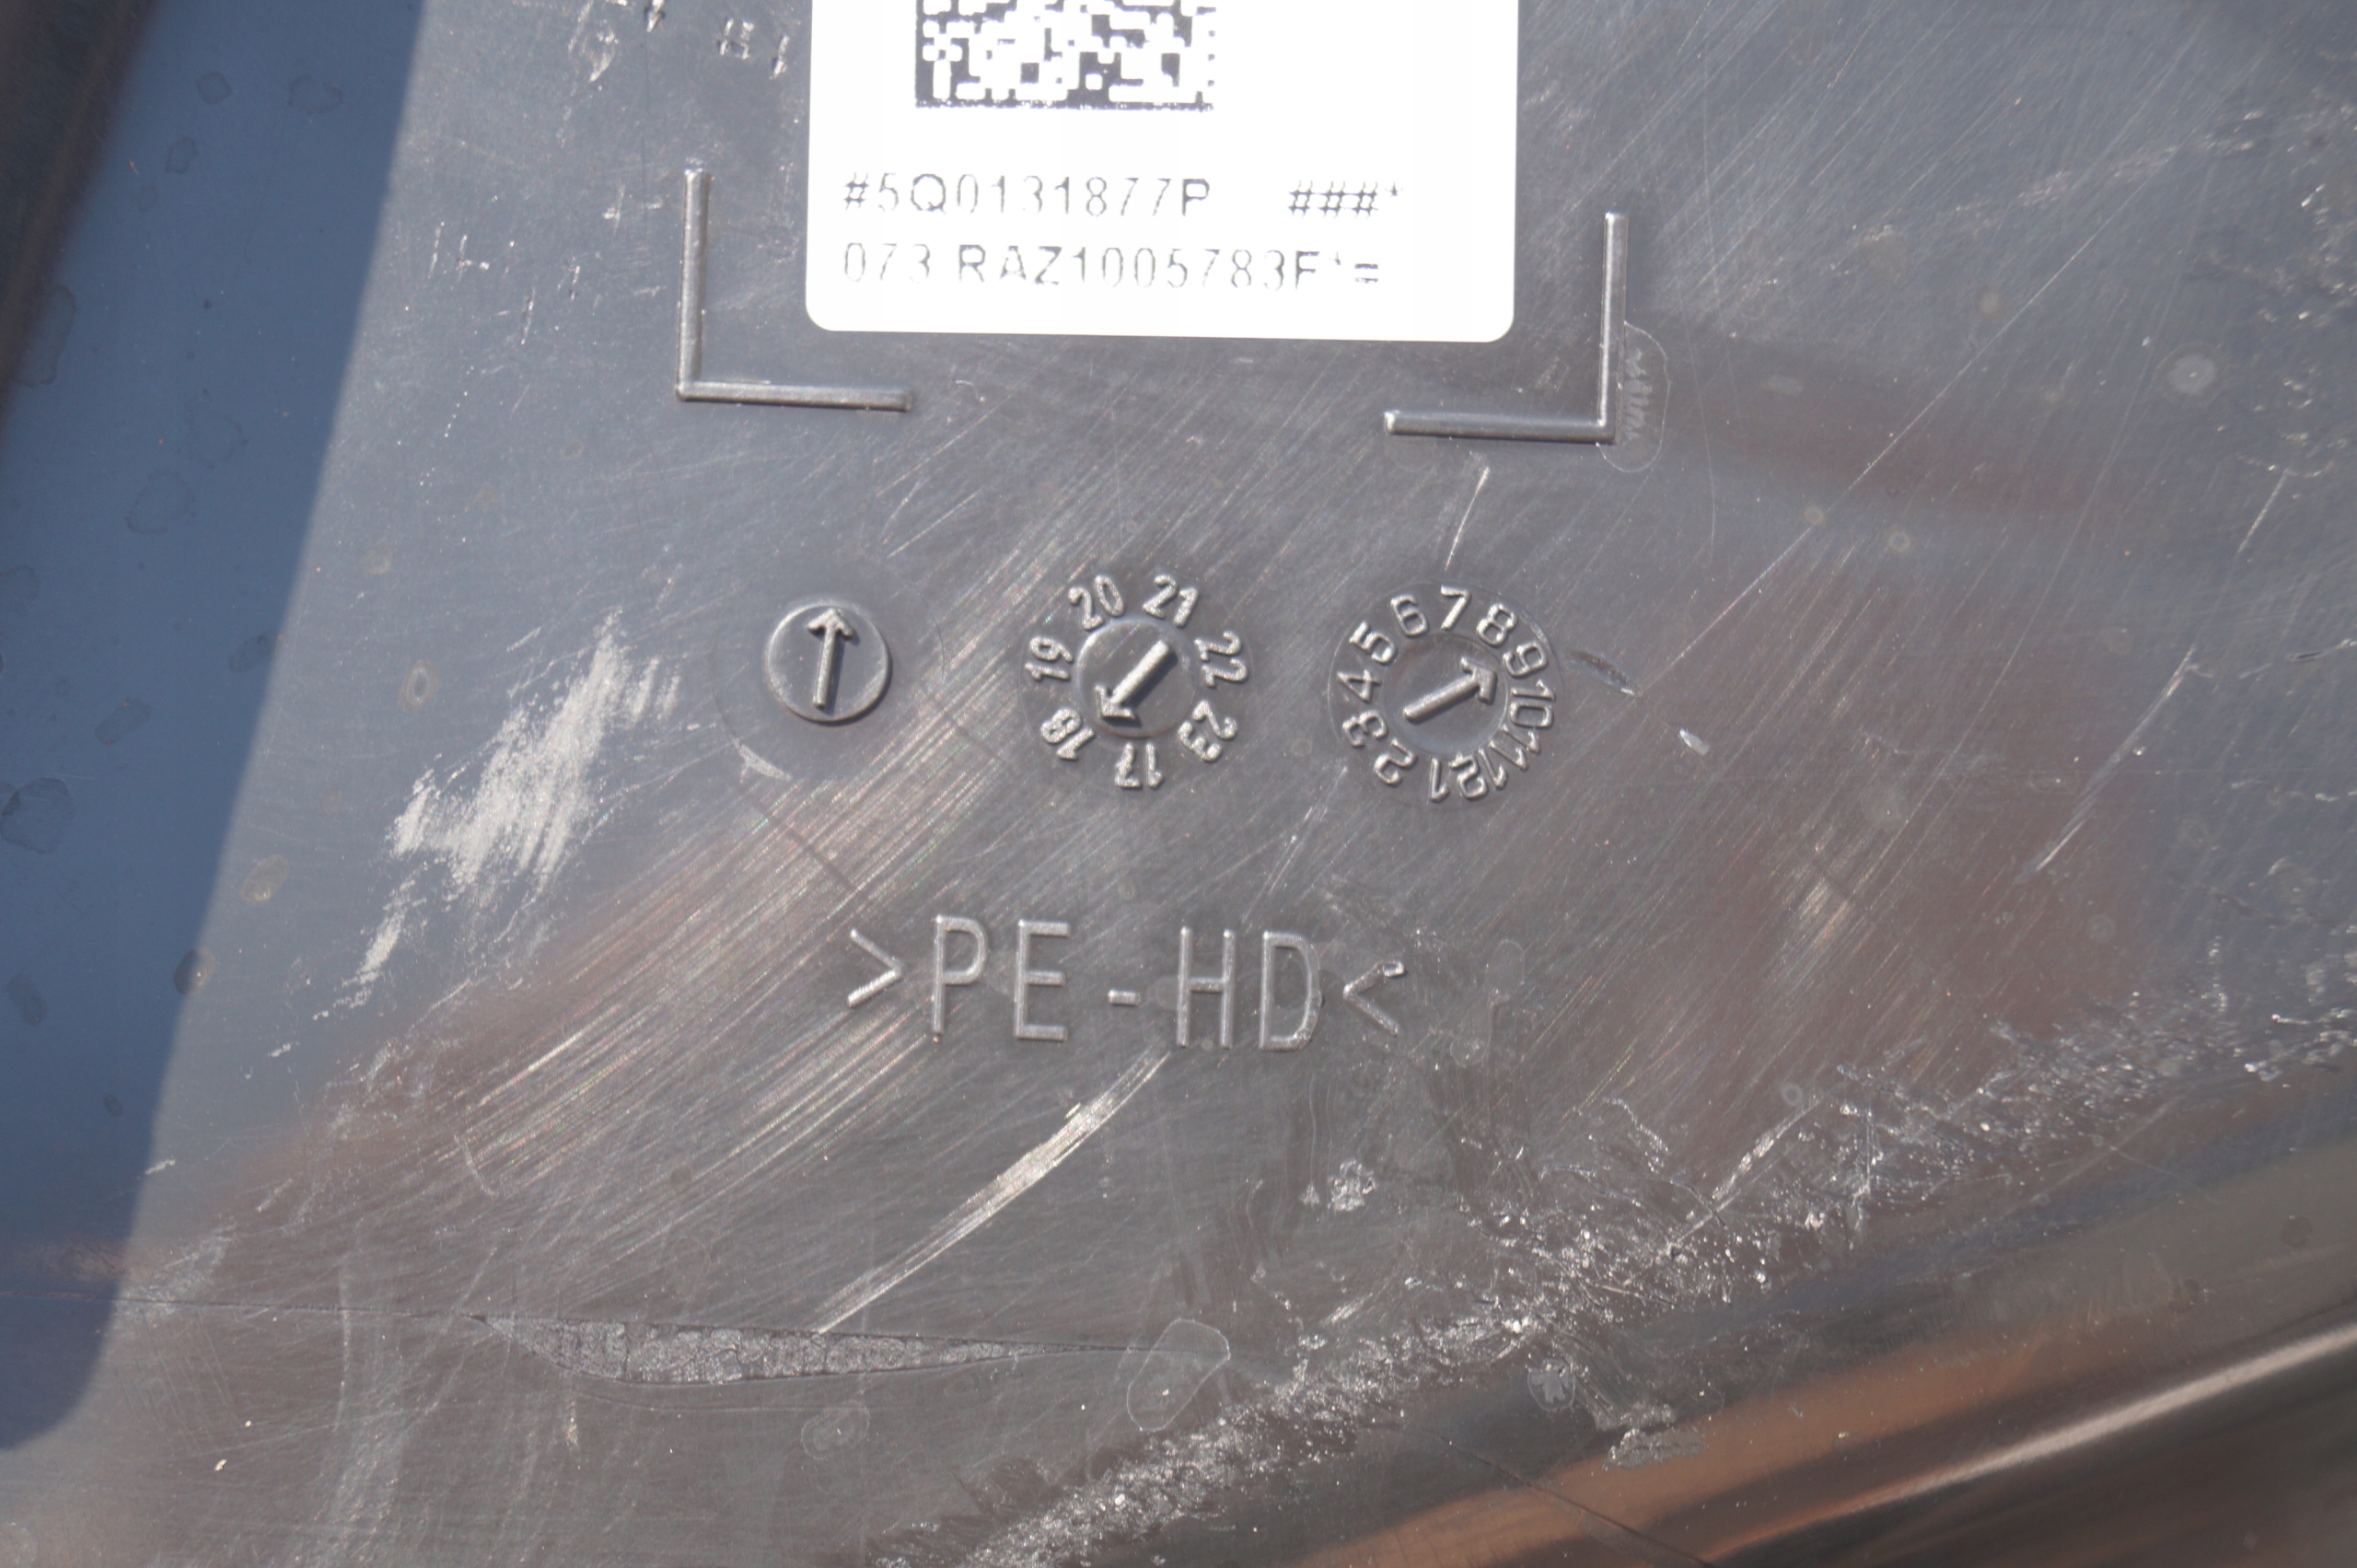 #5Q0131877P ###*
073 RAZ1005783F*=
17 18 19 20 21 22 23
1 2 3 4 5 6 7 8 9 10 11 12
>PE-HD<